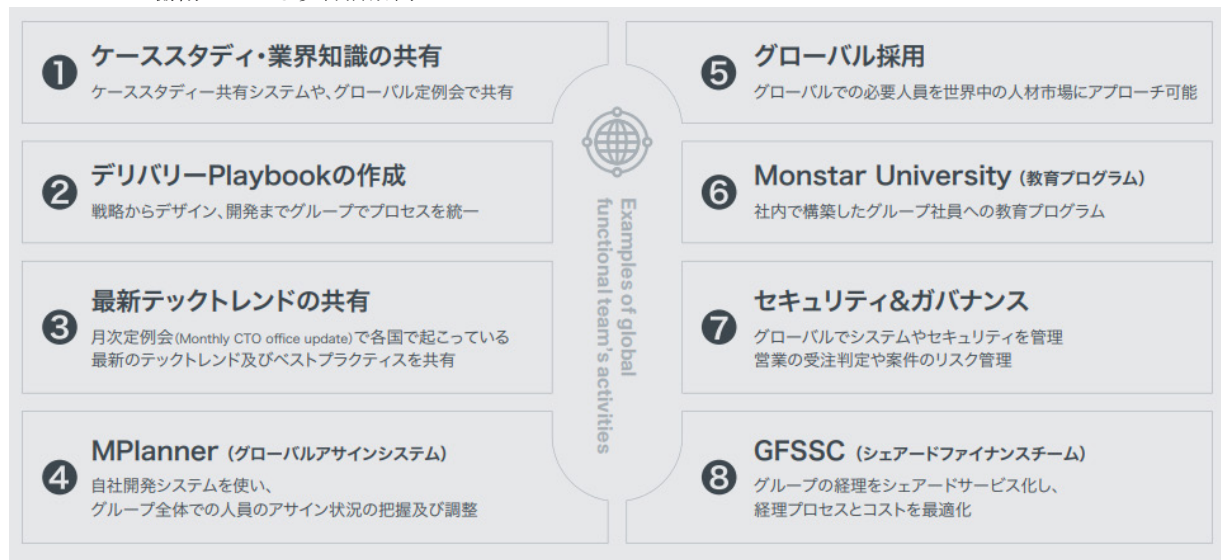 ❶ ケーススタディ・業界知識の共有
ケーススタディー共有システムや、グローバル定例会で共有
❷ デリバリーPlaybookの作成
戦略からデザイン、開発までグループでプロセスを統一
❸ 最新テックトレンドの共有
月次定例会(Monthly CTO office update)で各国で起こっている
最新のテックトレンド及びベストプラクティスを共有
❹ MPlanner (グローバルアサインシステム)
自社開発システムを使い、
グループ全体での人員のアサイン状況の把握及び調整
Examples of global
functional team's activities
❺ グローバル採用
グローバルでの必要人員を世界中の人材市場にアプローチ可能
❻ Monstar University (教育プログラム)
社内で構築したグループ社員への教育プログラム
❼ セキュリティ&ガバナンス
グローバルでシステムやセキュリティを管理
営業の受注判定や案件のリスク管理
❽ GFSSC (シェアードファイナンスチーム)
グループの経理をシェアードサービス化し、
経理プロセスとコストを最適化